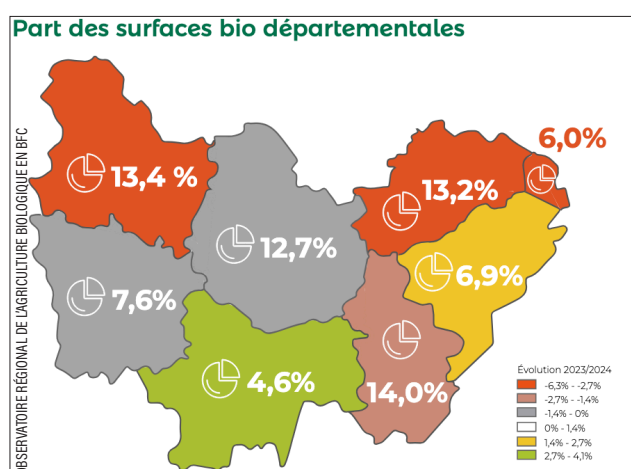 Part des surfaces bio départementales
OBSERVATOIRE RÉGIONAL DE L'AGRICULTURE BIOLOGIQUE EN BFC
6,0%
13,4 %
13,2%
12,7%
6,9%
7,6%
4,6%
14,0%
Évolution 2023/2024
-6,3% - -2,7%
-2,7% - -1,4%
-1,4% - 0%
0% - 1,4%
1,4% - 2,7%
2,7% - 4,1%